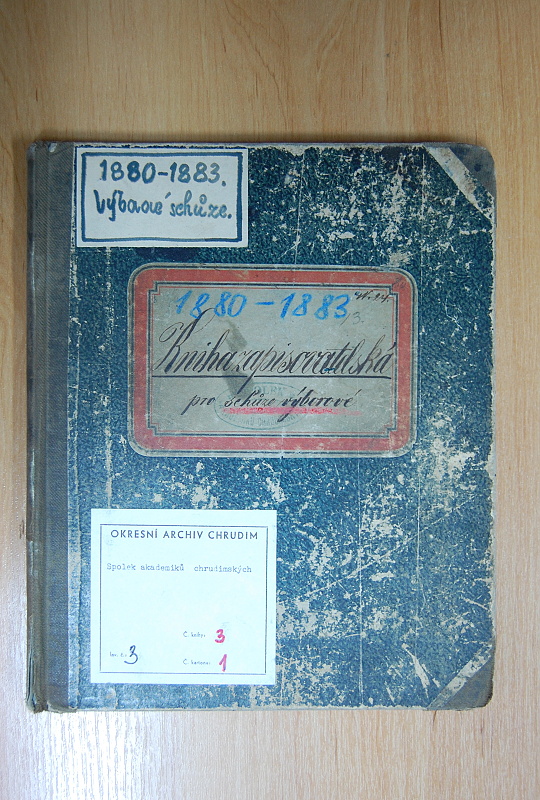 1880-1883.
Výborové schůze.
1880-1883
Kniha zapisovatelská
pro schůze výborové
OKRESNÍ ARCHIV CHRUDIM
Spolek akademiků chrudimských
Č. knihy: 3
Inv. č.: 3
Č. kartonu: 1